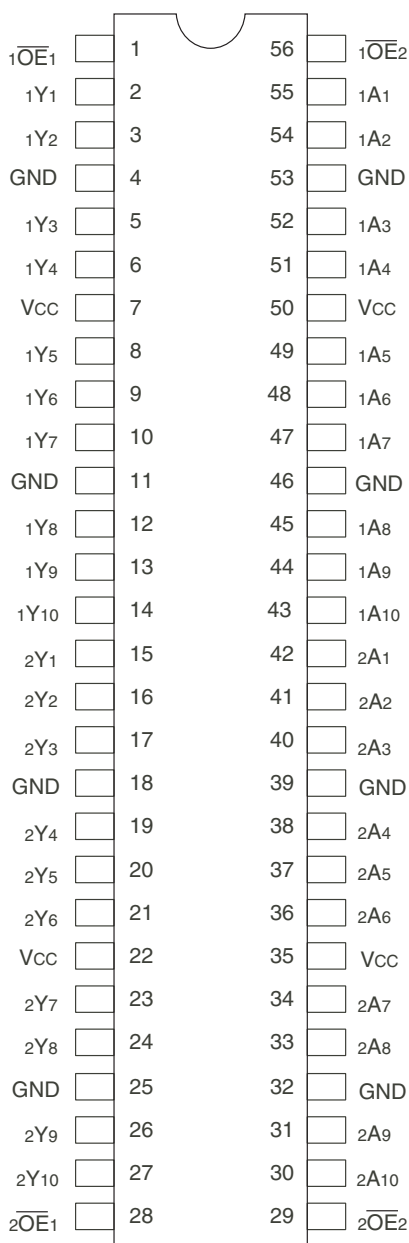 1OE1 1 56 1OE2
1Y1 2 55 1A1
1Y2 3 54 1A2
GND 4 53 GND
1Y3 5 52 1A3
1Y4 6 51 1A4
VCC 7 50 VCC
1Y5 8 49 1A5
1Y6 9 48 1A6
1Y7 10 47 1A7
GND 11 46 GND
1Y8 12 45 1A8
1Y9 13 44 1A9
1Y10 14 43 1A10
2Y1 15 42 2A1
2Y2 16 41 2A2
2Y3 17 40 2A3
GND 18 39 GND
2Y4 19 38 2A4
2Y5 20 37 2A5
2Y6 21 36 2A6
VCC 22 35 VCC
2Y7 23 34 2A7
2Y8 24 33 2A8
GND 25 32 GND
2Y9 26 31 2A9
2Y10 27 30 2A10
2OE1 28 29 2OE2